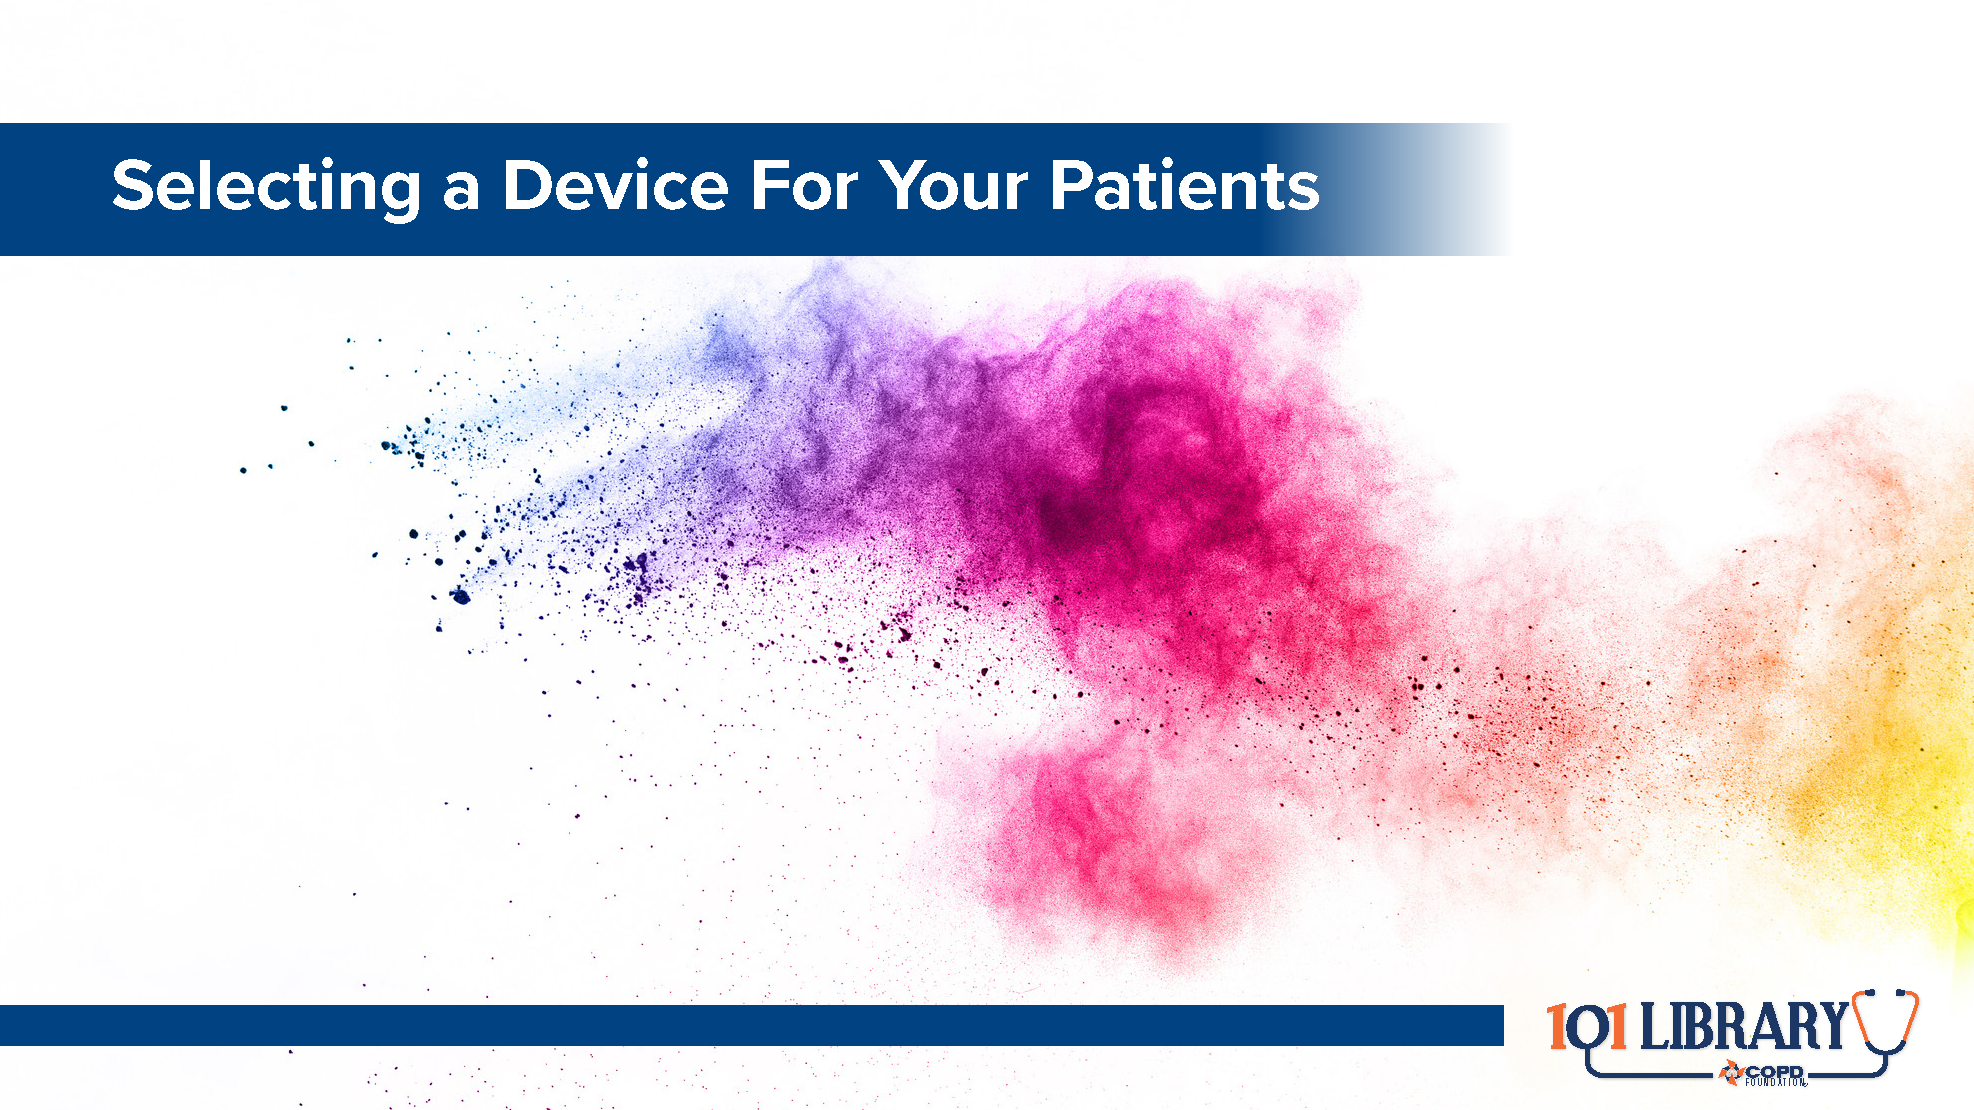 Selecting a Device For Your Patients
101 LIBRARY
COPD
FOUNDATION